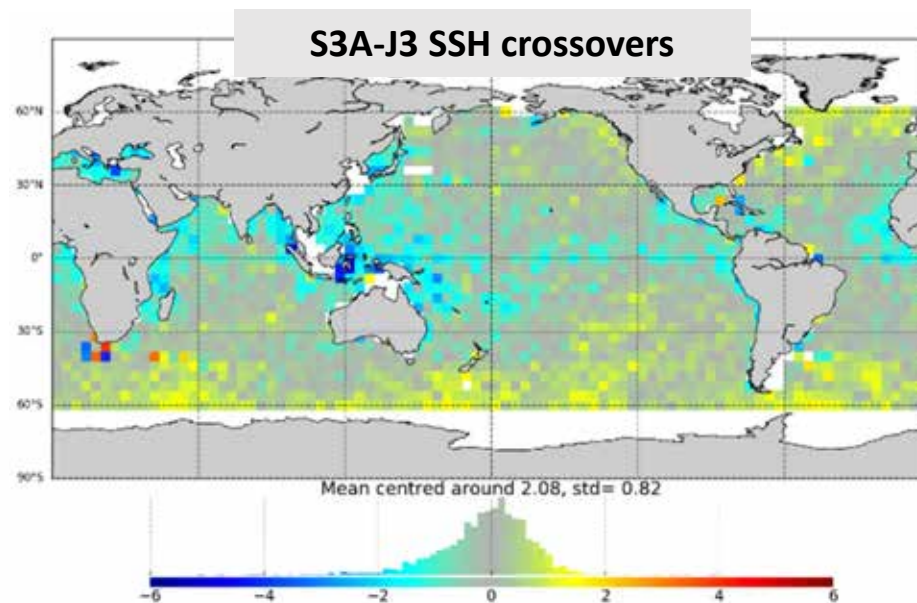 S3A-J3 SSH crossovers
60°N
30°N
0°
30°S
60°S
90°S
Mean centred around 2.08, std= 0.82
−6 −4 −2 0 2 4 6